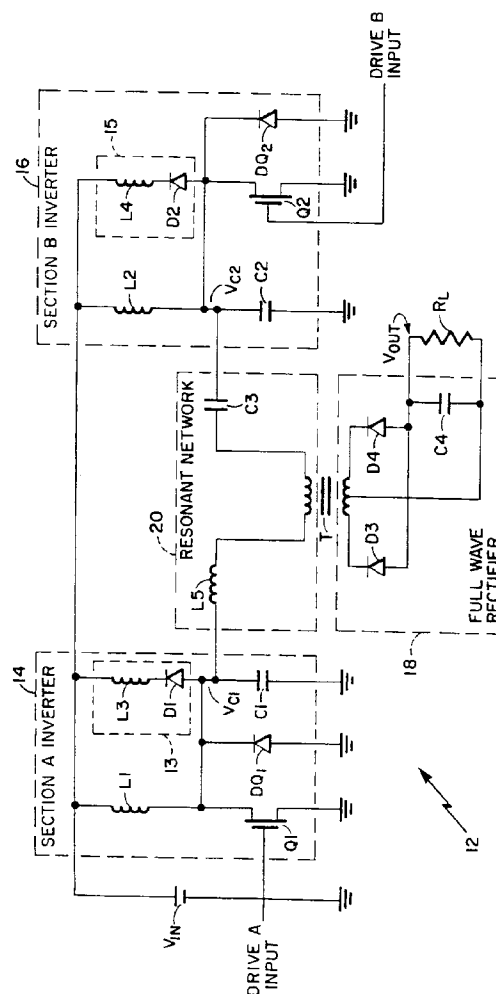 14
SECTION A INVERTER
L1
L3
D1
13
VIN
VC1
C1
DQ1
Q1
DRIVE A
INPUT
12
20
RESONANT NETWORK
L5
C3
T
D3
D4
C4
VOUT
RL
FULL WAVE
RECTIFIER
18
16
SECTION B INVERTER
15
L2
L4
D2
VC2
C2
DQ2
Q2
DRIVE B
INPUT